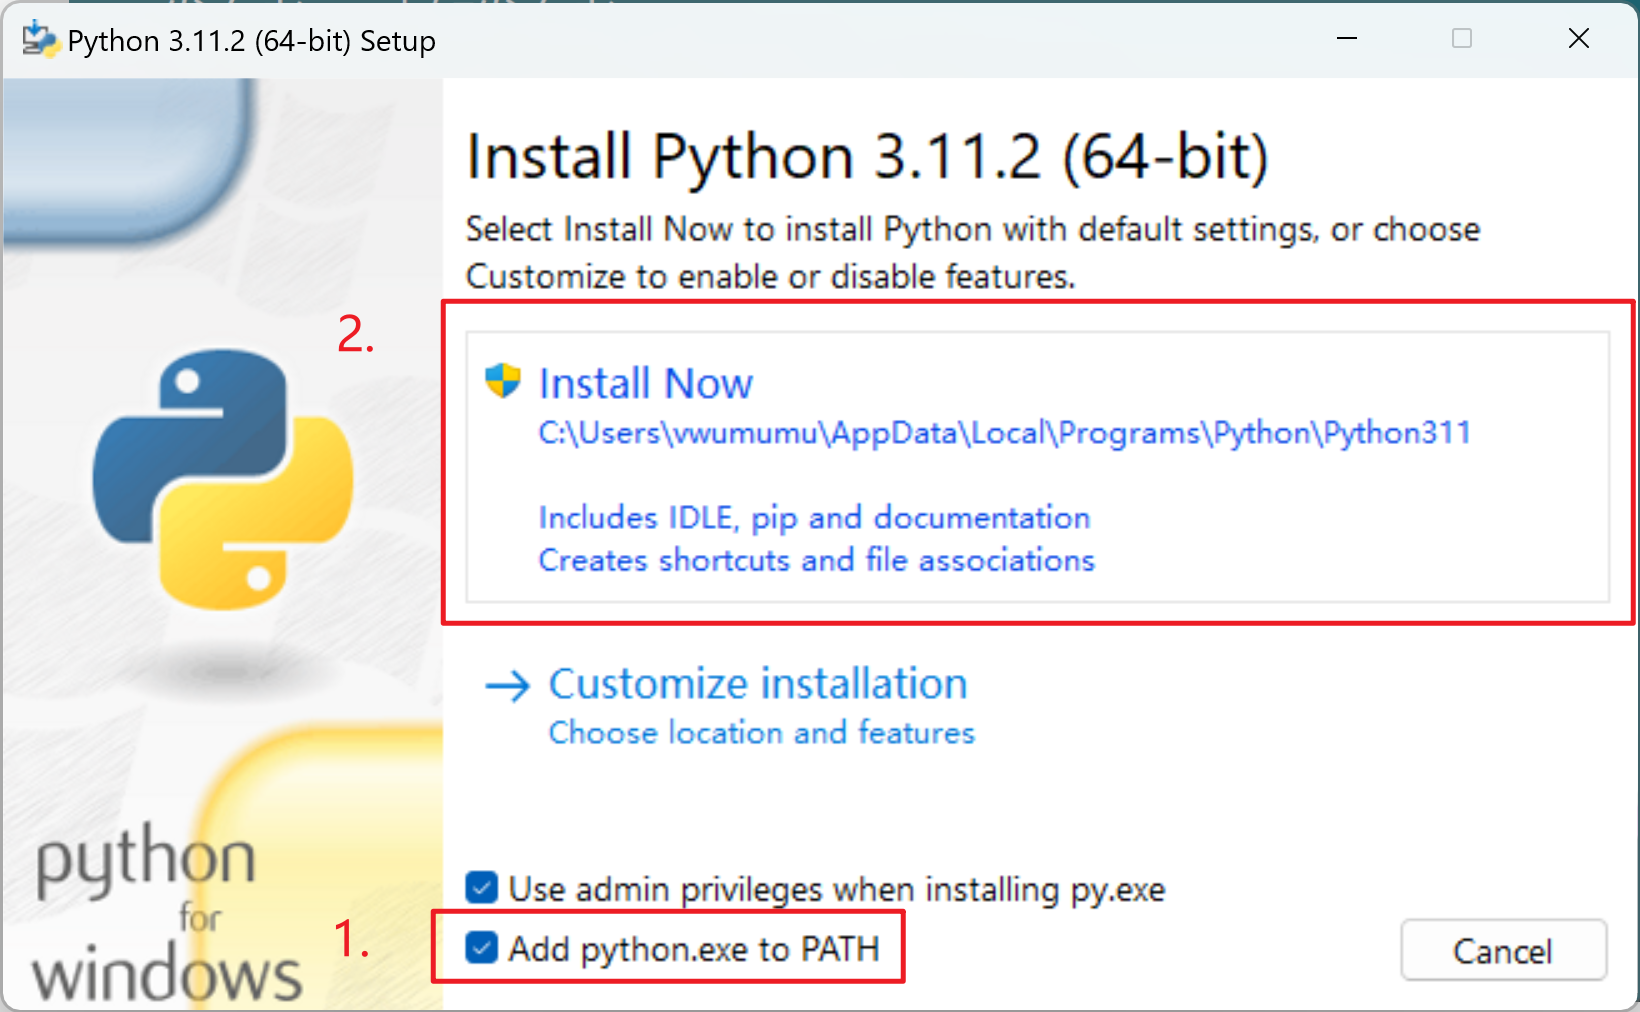 Python 3.11.2 (64-bit) Setup
Install Python 3.11.2 (64-bit)
Select Install Now to install Python with default settings, or choose
Customize to enable or disable features.
2.
Install Now
C:\Users\vwumumu\AppData\Local\Programs\Python\Python311
Includes IDLE, pip and documentation
Creates shortcuts and file associations
Customize installation
Choose location and features
Use admin privileges when installing py.exe
1.
Add python.exe to PATH
Cancel
python
for
windows